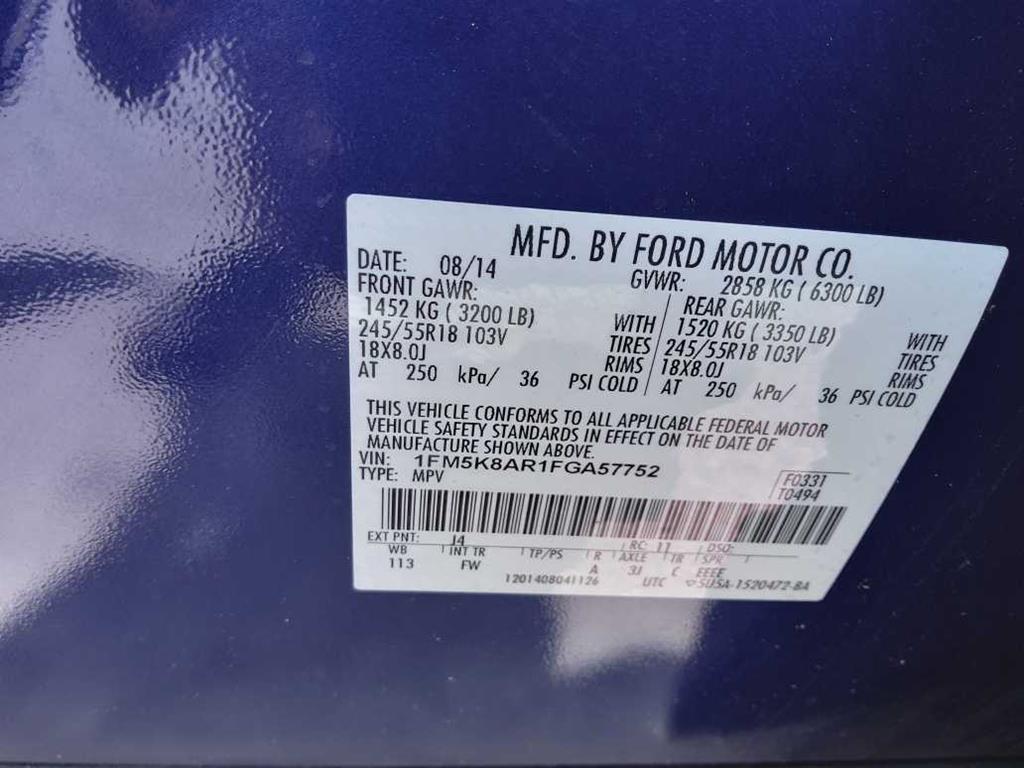 MFD. BY FORD MOTOR CO.
DATE: 08/14 GVWR: 2858 KG ( 6300 LB)
FRONT GAWR: REAR GAWR:
1452 KG ( 3200 LB) WITH 1520 KG ( 3350 LB) WITH
245/55R18 103V TIRES 245/55R18 103V TIRES
18X8.0J RIMS 18X8.0J RIMS
AT 250 kPa/ 36 PSI COLD AT 250 kPa/ 36 PSI COLD
THIS VEHICLE CONFORMS TO ALL APPLICABLE FEDERAL MOTOR
VEHICLE SAFETY STANDARDS IN EFFECT ON THE DATE OF
MANUFACTURE SHOWN ABOVE.
VIN: 1FM5K8AR1FGA57752 F0331
TYPE: MPV T0494
EXT PNT: J4 RC: 11 DSO:
WB INT TR TP/PS R AXLE TR SPR
113 FW A 3J C EEEE
1201408041126 UTC 5U5A-1520472-BA